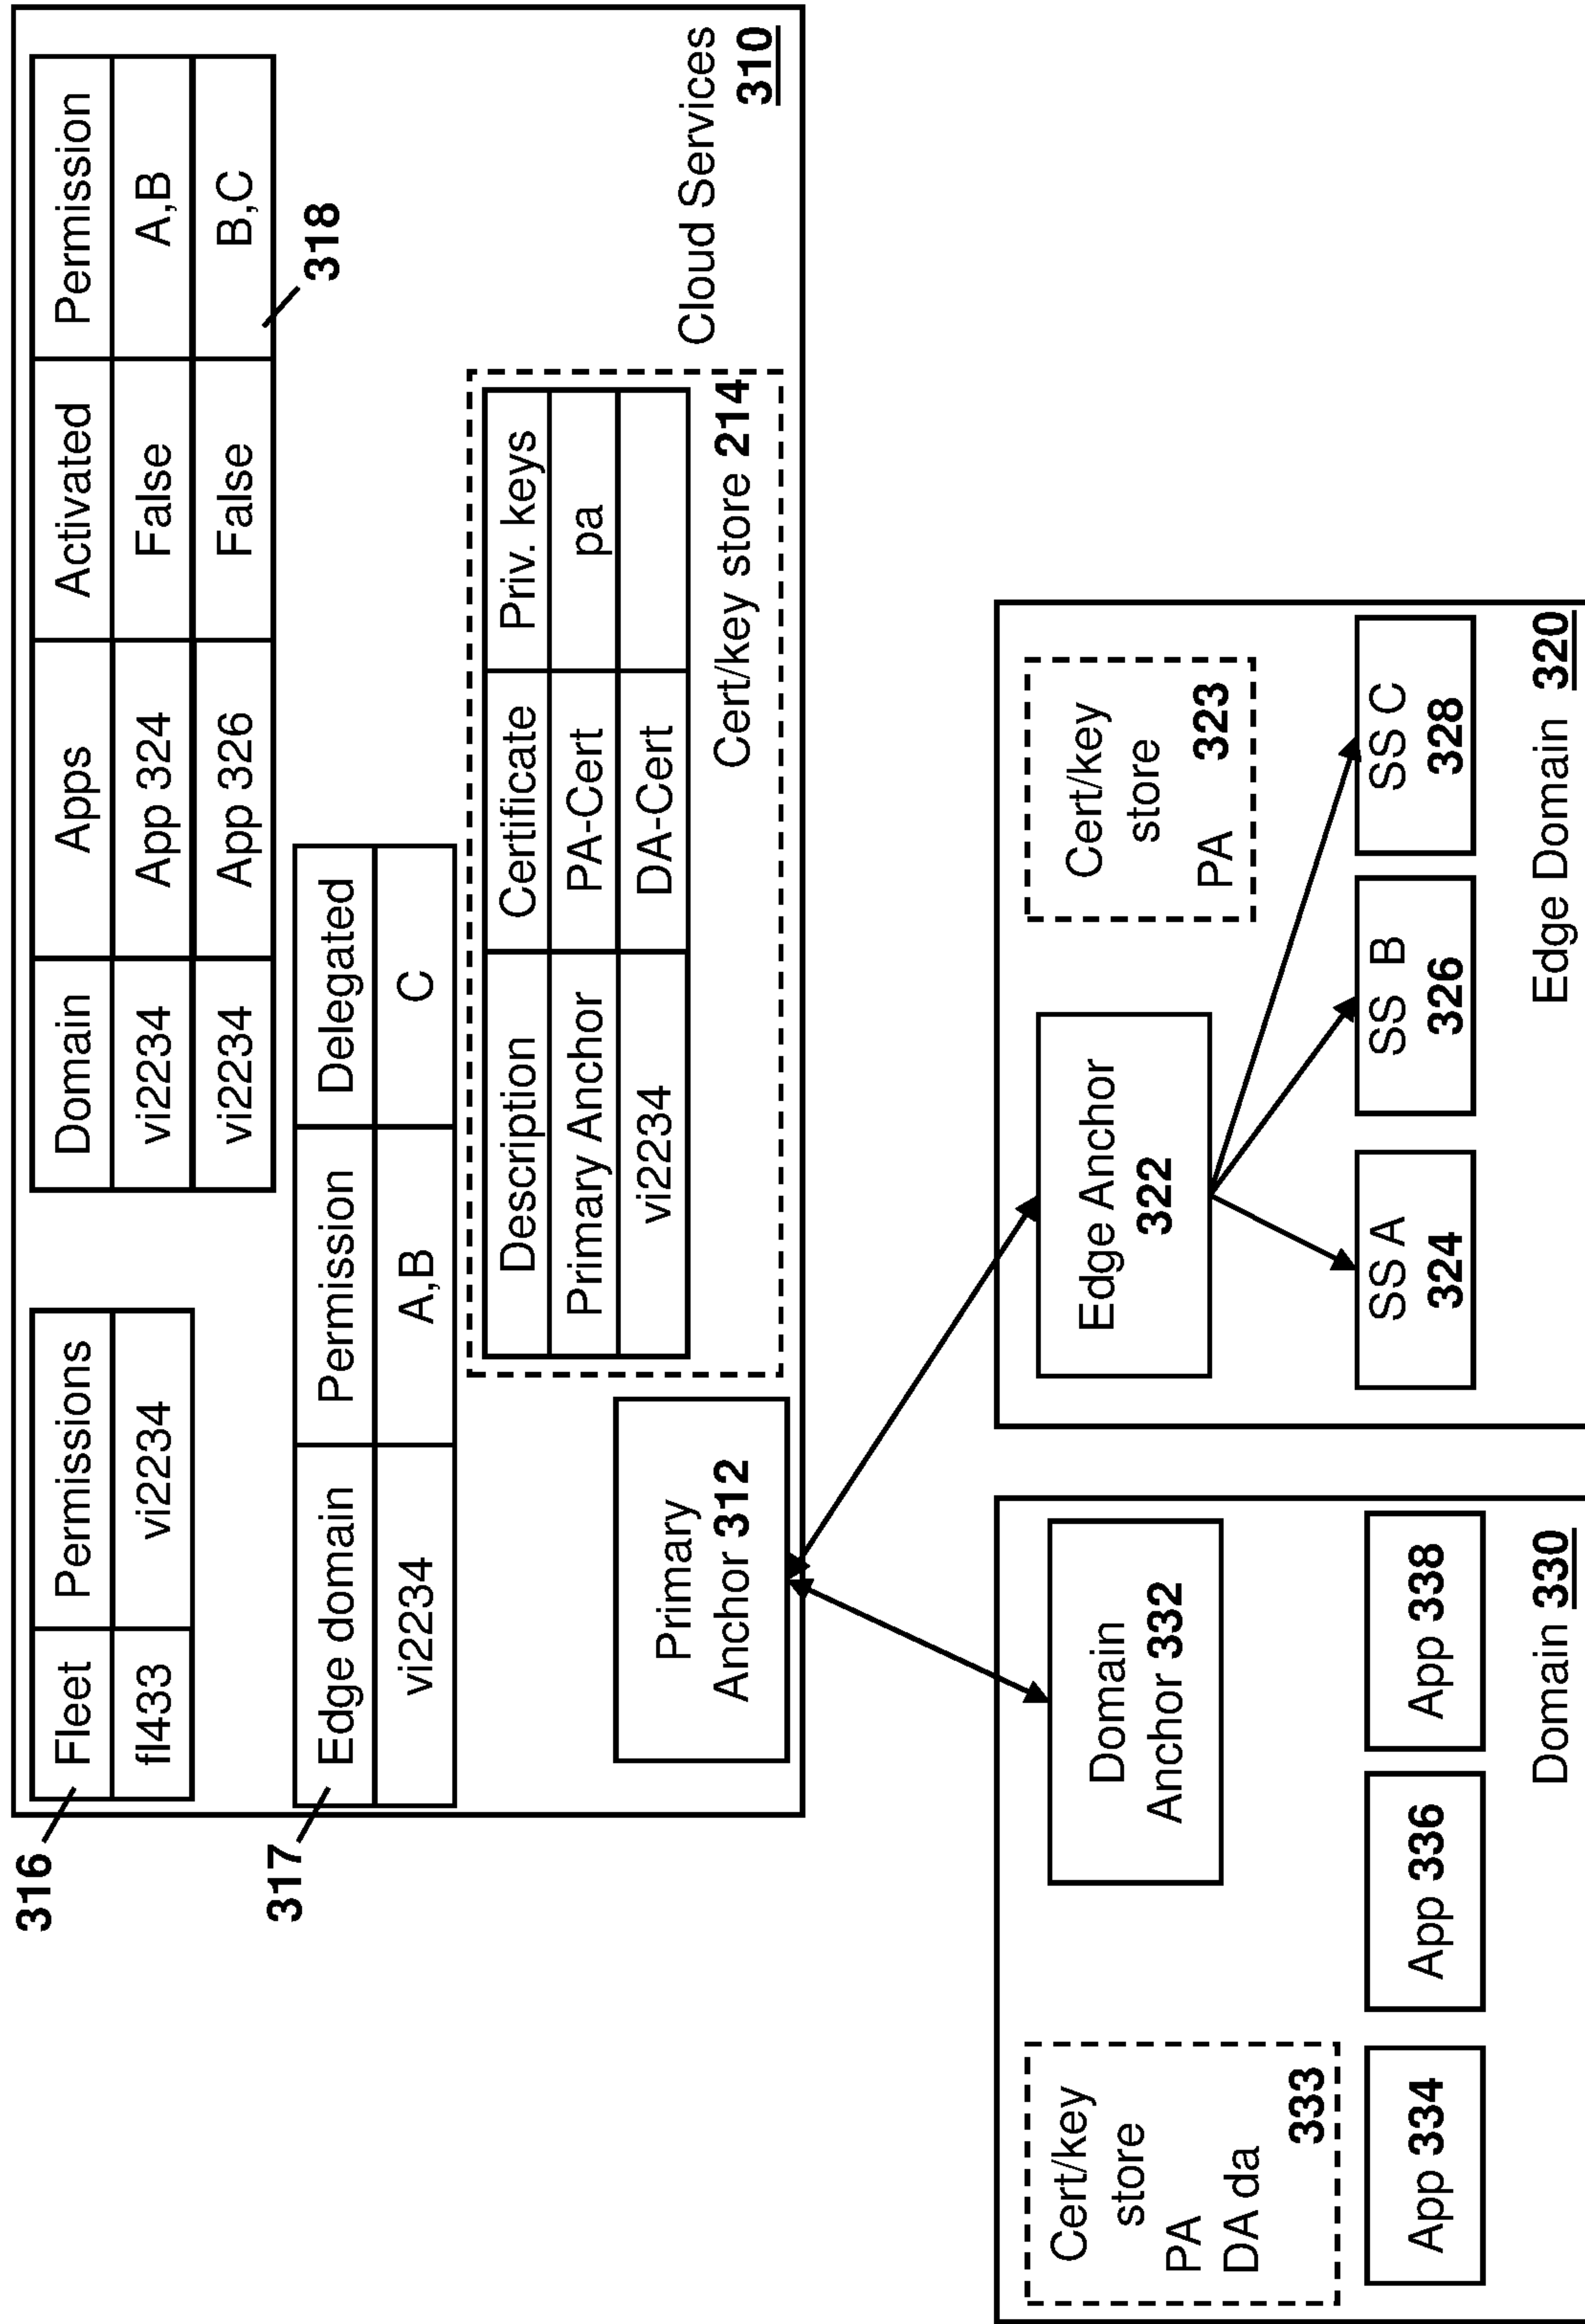 316
Fleet Permissions
fl433 vi2234
Domain Apps Activated Permission
vi2234 App 324 False A,B
vi2234 App 326 False B,C
318
317
Edge domain Permission Delegated
vi2234 A,B C
Description Certificate Priv. keys
Primary Anchor PA-Cert pa
vi2234 DA-Cert
Cert/key store 214
Primary
Anchor 312
Cloud Services
310
Cert/key
store
PA
DA da
333
Domain
Anchor 332
App 334
App 336
App 338
Domain 330
Edge Anchor
322
Cert/key
store
PA 323
SS A
324
SS B
326
SS C
328
Edge Domain 320